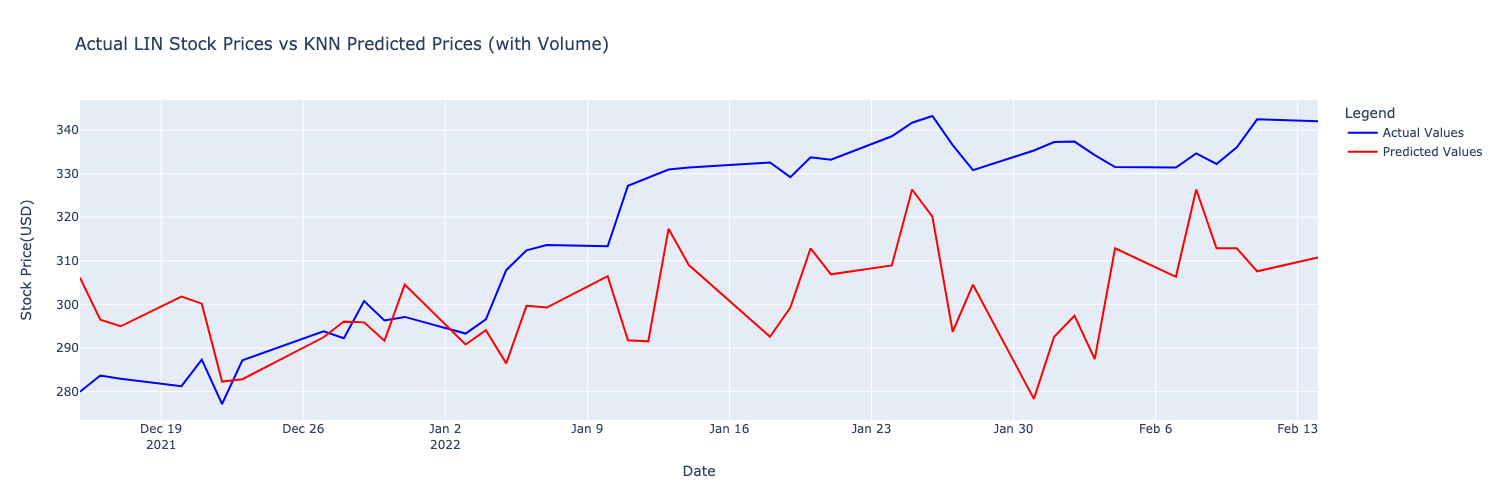 Actual LIN Stock Prices vs KNN Predicted Prices (with Volume)
Legend
Actual Values
Predicted Values
Stock Price(USD)
340
330
320
310
300
290
280
Dec 19
2021
Dec 26
Jan 2
2022
Jan 9
Jan 16
Jan 23
Jan 30
Feb 6
Feb 13
Date